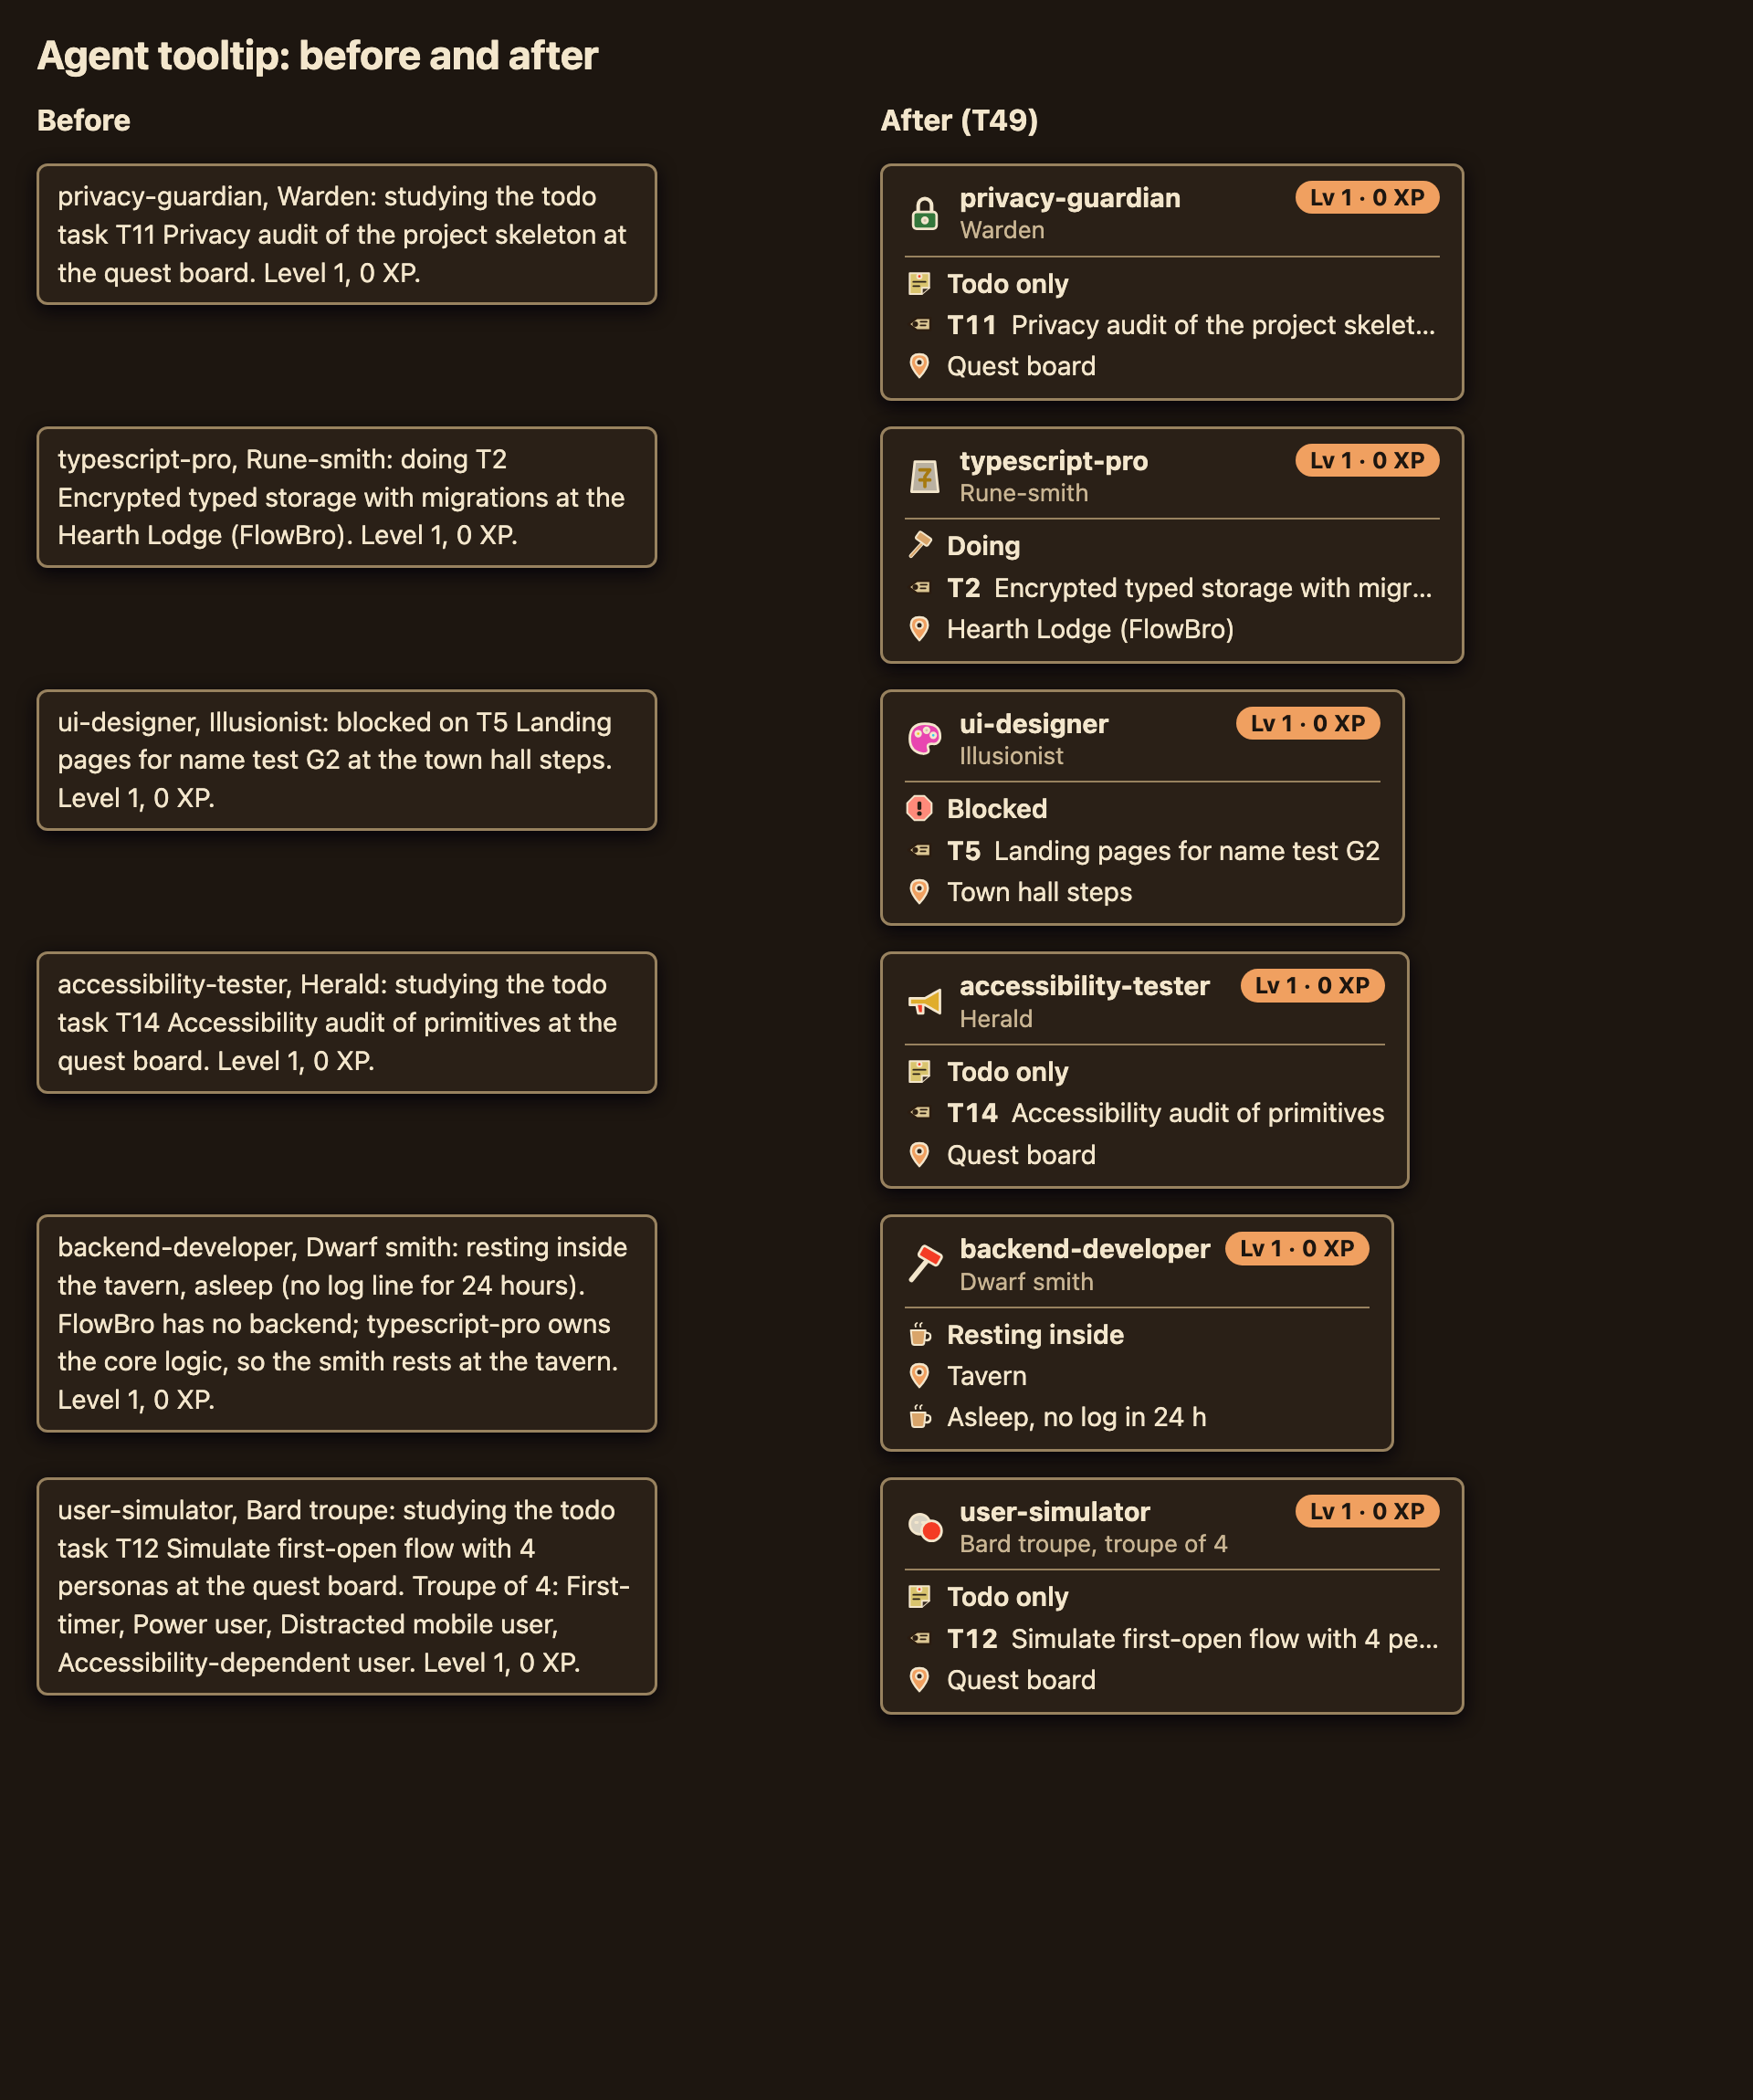 Agent tooltip: before and after
Before
privacy-guardian, Warden: studying the todo
task T11 Privacy audit of the project skeleton at
the quest board. Level 1, 0 XP.
typescript-pro, Rune-smith: doing T2
Encrypted typed storage with migrations at the
Hearth Lodge (FlowBro). Level 1, 0 XP.
ui-designer, Illusionist: blocked on T5 Landing
pages for name test G2 at the town hall steps.
Level 1, 0 XP.
accessibility-tester, Herald: studying the todo
task T14 Accessibility audit of primitives at the
quest board. Level 1, 0 XP.
backend-developer, Dwarf smith: resting inside
the tavern, asleep (no log line for 24 hours).
FlowBro has no backend; typescript-pro owns
the core logic, so the smith rests at the tavern.
Level 1, 0 XP.
user-simulator, Bard troupe: studying the todo
task T12 Simulate first-open flow with 4
personas at the quest board. Troupe of 4: First-
timer, Power user, Distracted mobile user,
Accessibility-dependent user. Level 1, 0 XP.
After (T49)
privacy-guardian Lv 1 · 0 XP
Warden
Todo only
T11 Privacy audit of the project skelet...
Quest board
typescript-pro Lv 1 · 0 XP
Rune-smith
Doing
T2 Encrypted typed storage with migr...
Hearth Lodge (FlowBro)
ui-designer Lv 1 · 0 XP
Illusionist
Blocked
T5 Landing pages for name test G2
Town hall steps
accessibility-tester Lv 1 · 0 XP
Herald
Todo only
T14 Accessibility audit of primitives
Quest board
backend-developer Lv 1 · 0 XP
Dwarf smith
Resting inside
Tavern
Asleep, no log in 24 h
user-simulator Lv 1 · 0 XP
Bard troupe, troupe of 4
Todo only
T12 Simulate first-open flow with 4 pe...
Quest board